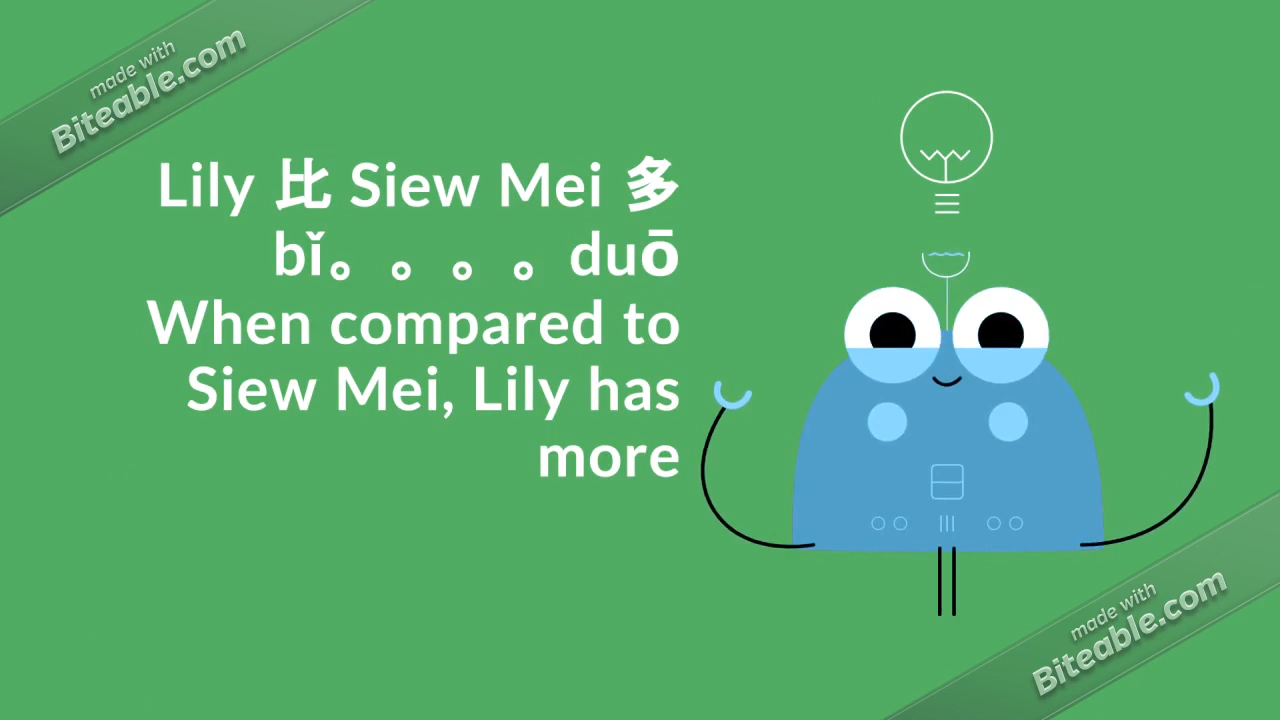 made with
Biteable.com
Lily 比 Siew Mei 多
bǐ。。。。duō
When compared to
Siew Mei, Lily has
more
made with
Biteable.com